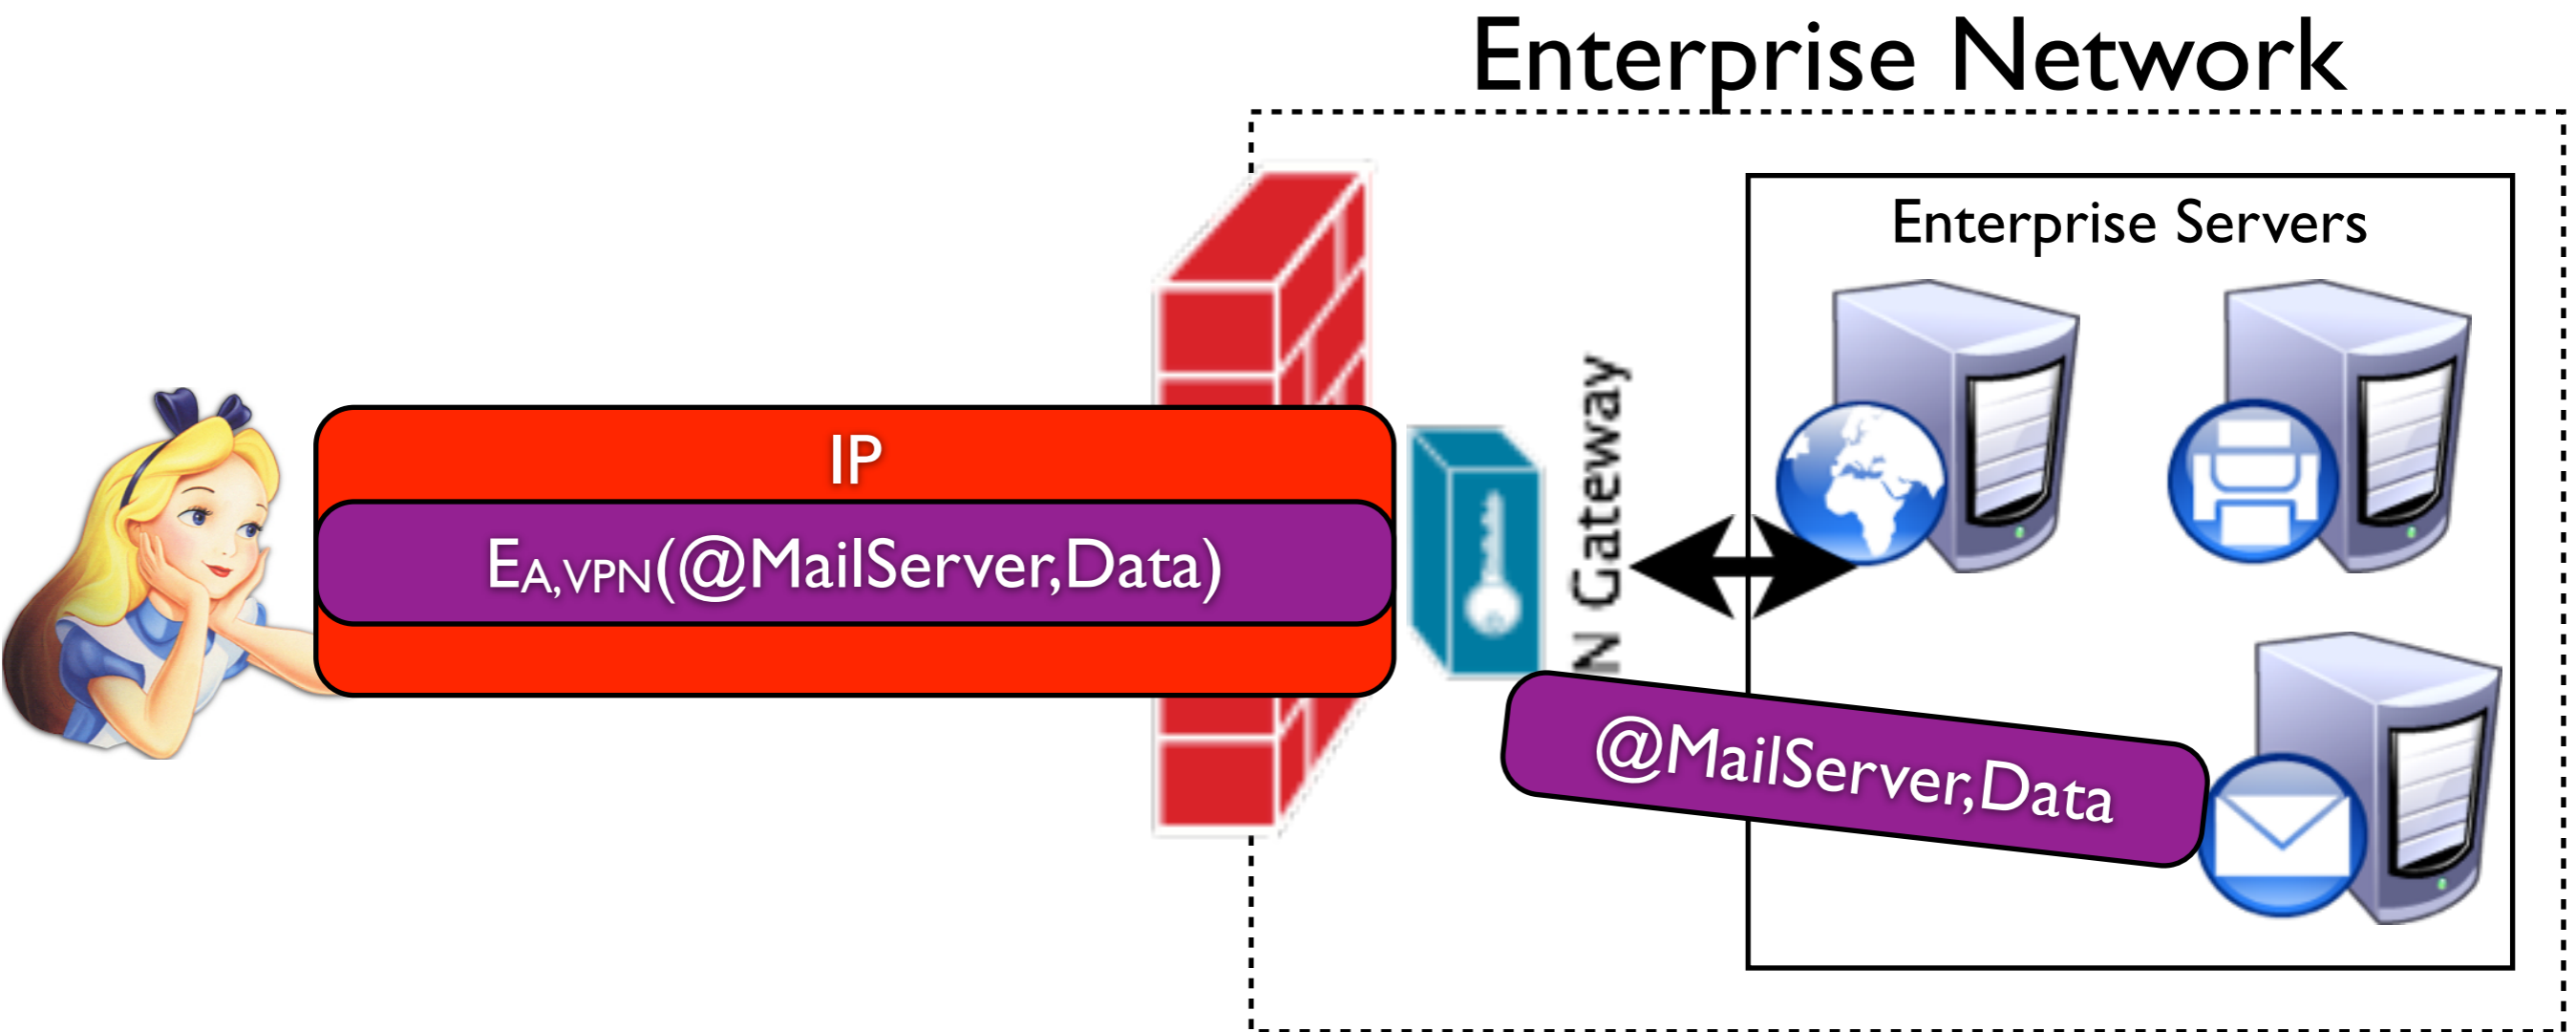 Enterprise Network
Enterprise Servers
IP
EA,VPN(@MailServer,Data)
N Gateway
@MailServer,Data